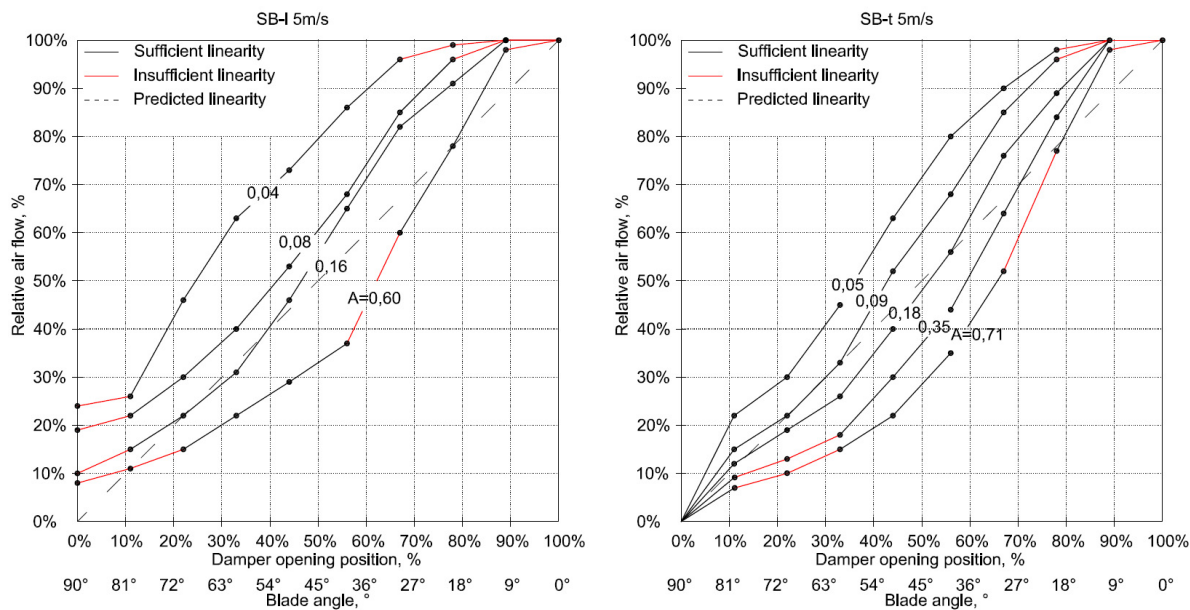 SB-l 5m/s
100%
90%
80%
70%
60%
50%
40%
30%
20%
10%
0%
Relative air flow, %
Sufficient linearity
Insufficient linearity
Predicted linearity
0,04
0,08
0,16
A=0,60
0% 10% 20% 30% 40% 50% 60% 70% 80% 90% 100%
Damper opening position, %
90° 81° 72° 63° 54° 45° 36° 27° 18° 9° 0°
Blade angle, °
SB-t 5m/s
100%
90%
80%
70%
60%
50%
40%
30%
20%
10%
0%
Relative air flow, %
Sufficient linearity
Insufficient linearity
Predicted linearity
0,05
0,09
0,18
0,35
A=0,71
0% 10% 20% 30% 40% 50% 60% 70% 80% 90% 100%
Damper opening position, %
90° 81° 72° 63° 54° 45° 36° 27° 18° 9° 0°
Blade angle, °